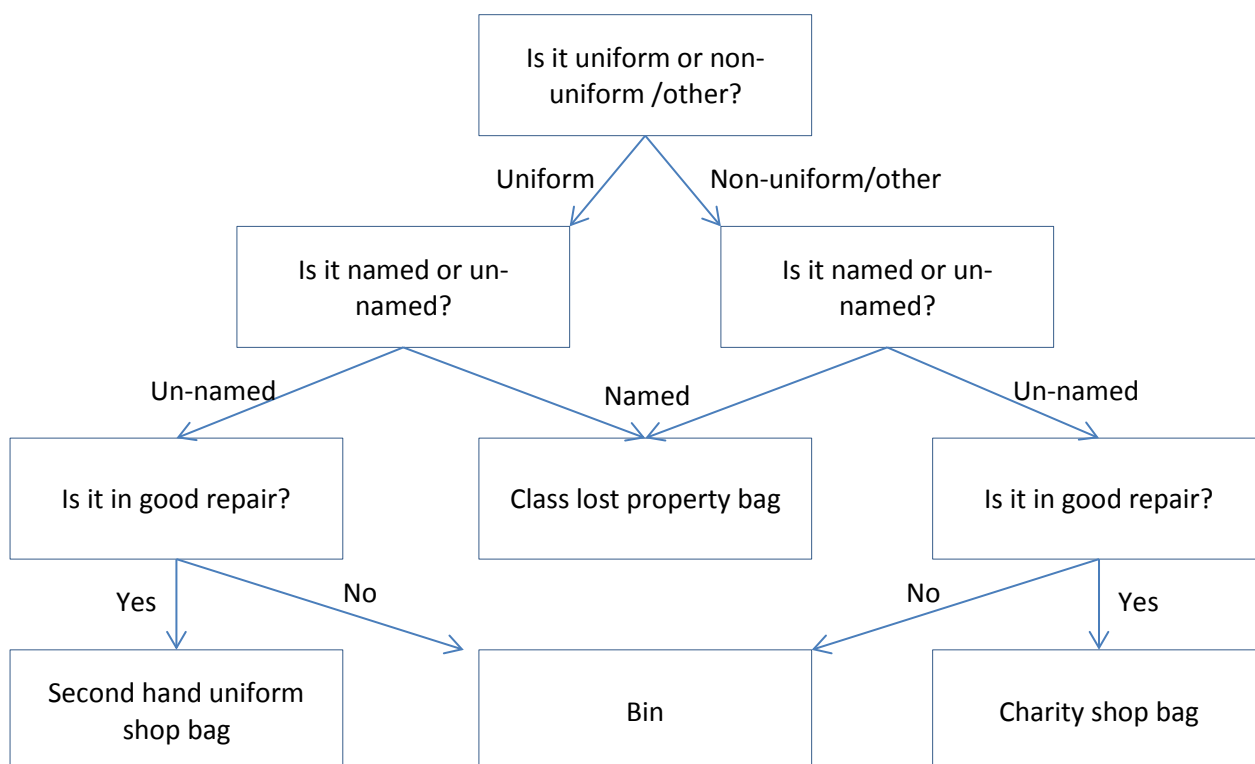 Is it uniform or non-
uniform /other?
Uniform
Non-uniform/other
Is it named or un-
named?
Is it named or un-
named?
Un-named
Named
Un-named
Is it in good repair?
Class lost property bag
Is it in good repair?
Yes
No
No
Yes
Second hand uniform
shop bag
Bin
Charity shop bag